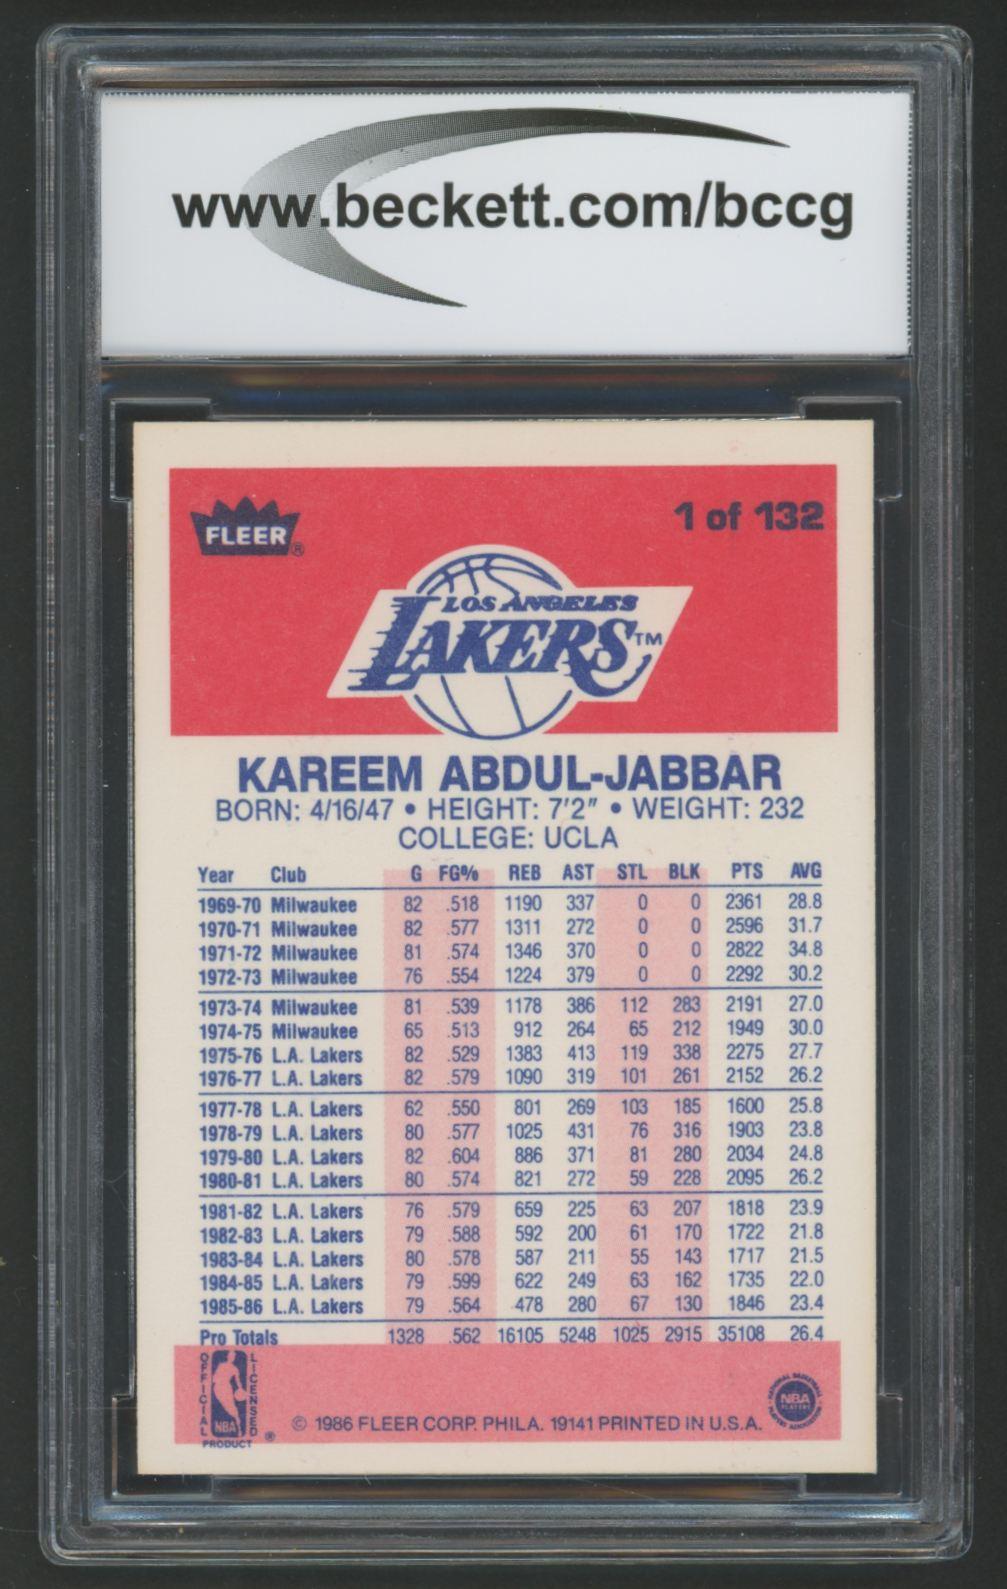 www.beckett.com/bccg
FLEER®
1 of 132
LOS ANGELES
LAKERS™
KAREEM ABDUL-JABBAR
BORN: 4/16/47 • HEIGHT: 7'2" • WEIGHT: 232
COLLEGE: UCLA
Year Club G FG% REB AST STL BLK PTS AVG
1969-70 Milwaukee 82 .518 1190 337 0 0 2361 28.8
1970-71 Milwaukee 82 .577 1311 272 0 0 2596 31.7
1971-72 Milwaukee 81 .574 1346 370 0 0 2822 34.8
1972-73 Milwaukee 76 .554 1224 379 0 0 2292 30.2
1973-74 Milwaukee 81 .539 1178 386 112 283 2191 27.0
1974-75 Milwaukee 65 .513 912 264 65 212 1949 30.0
1975-76 L.A. Lakers 82 .529 1383 413 119 338 2275 27.7
1976-77 L.A. Lakers 82 .579 1090 319 101 261 2152 26.2
1977-78 L.A. Lakers 62 .550 801 269 103 185 1600 25.8
1978-79 L.A. Lakers 80 .577 1025 431 76 316 1903 23.8
1979-80 L.A. Lakers 82 .604 886 371 81 280 2034 24.8
1980-81 L.A. Lakers 80 .574 821 272 59 228 2095 26.2
1981-82 L.A. Lakers 76 .579 659 225 63 207 1818 23.9
1982-83 L.A. Lakers 79 .588 592 200 61 170 1722 21.8
1983-84 L.A. Lakers 80 .578 587 211 55 143 1717 21.5
1984-85 L.A. Lakers 79 .599 622 249 63 162 1735 22.0
1985-86 L.A. Lakers 79 .564 478 280 67 130 1846 23.4
Pro Totals 1328 .562 16105 5248 1025 2915 35108 26.4
OFFICIAL
LICENSED
NBA
PRODUCT ®
© 1986 FLEER CORP. PHILA. 19141 PRINTED IN U.S.A.
NATIONAL BASKETBALL
NBA
PLAYERS
PLAYERS ASSOCIATION